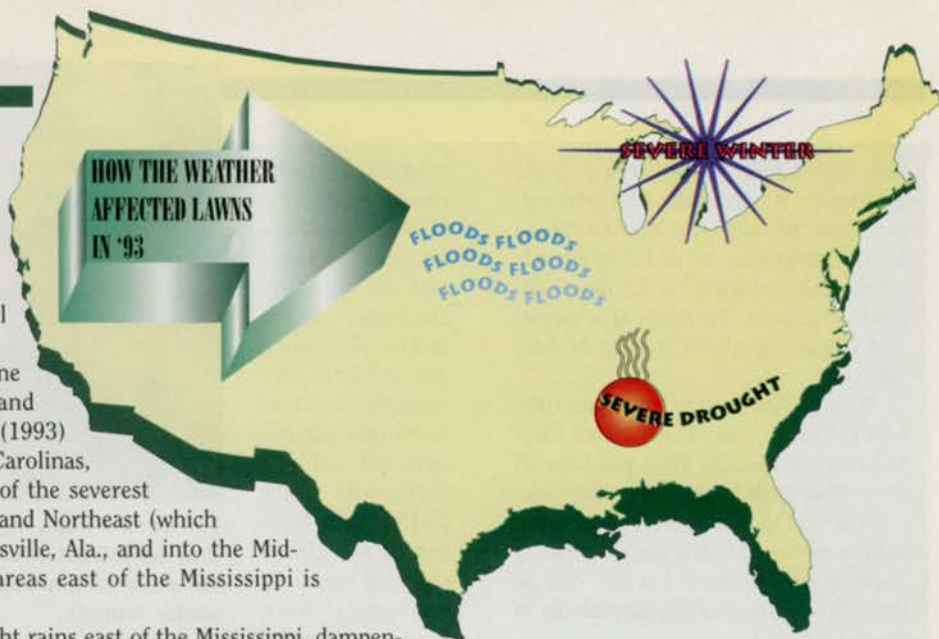 HOW THE WEATHER
AFFECTED LAWNS
IN '93
SEVERE WINTER
FLOODS FLOODS
FLOODS FLOODS
FLOODS FLOODS
SEVERE DROUGHT
ne
and
(1993)
Carolinas,
of the severest
and Northeast (which
sville, Ala., and into the Mid-
areas east of the Mississippi is
ht rains east of the Mississippi, dampen-